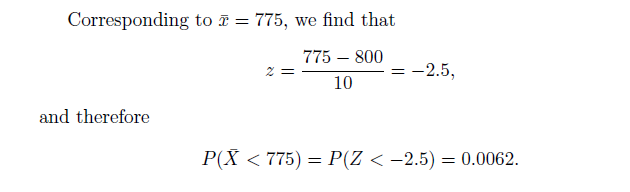 Corresponding to x̄ = 775, we find that
z = (775 − 800)/10 = −2.5,
and therefore
P(X̄ < 775) = P(Z < −2.5) = 0.0062.